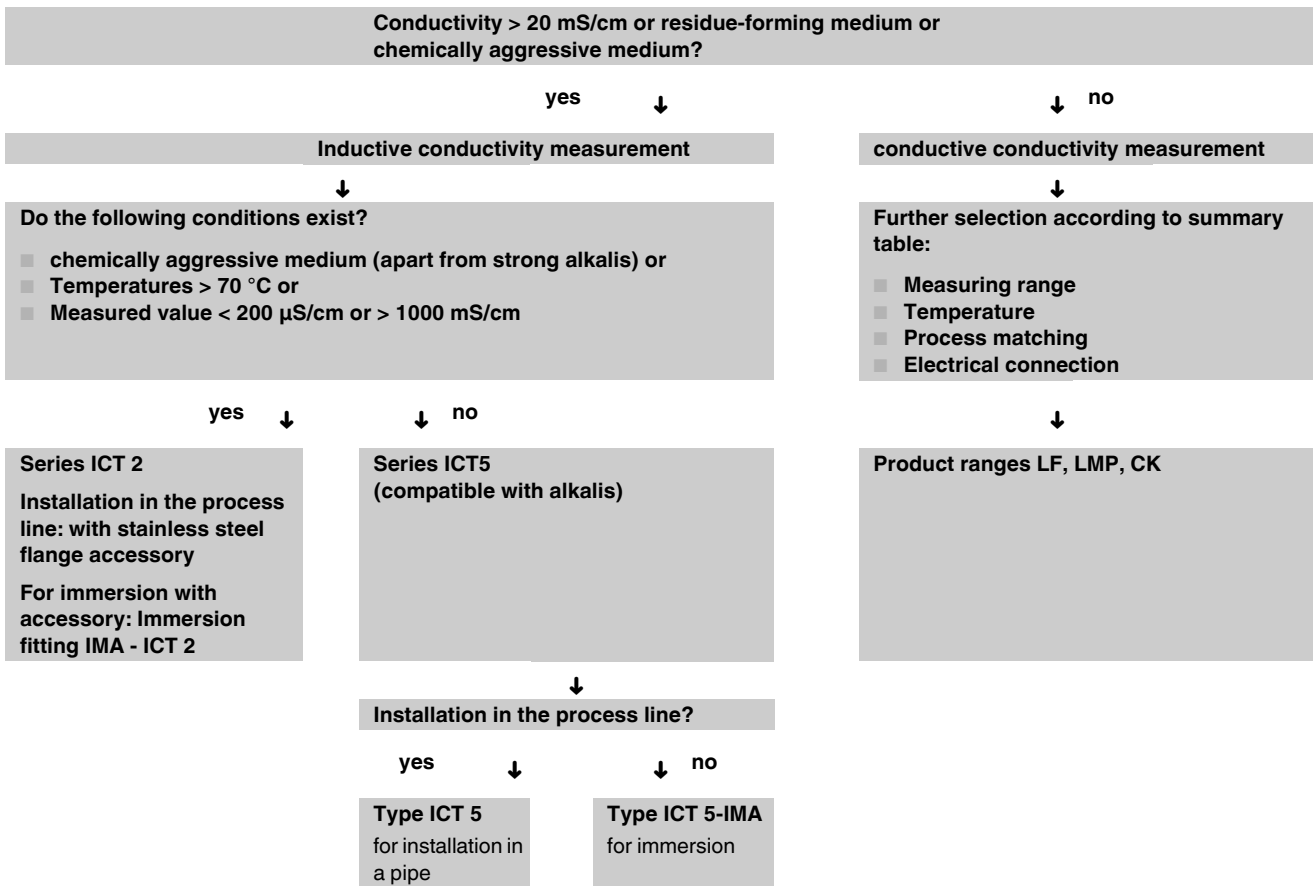 Conductivity > 20 mS/cm or residue-forming medium or
chemically aggressive medium?
yes
no
Inductive conductivity measurement
conductive conductivity measurement
Do the following conditions exist?
chemically aggressive medium (apart from strong alkalis) or
Temperatures > 70 °C or
Measured value < 200 µS/cm or > 1000 mS/cm
Further selection according to summary
table:
Measuring range
Temperature
Process matching
Electrical connection
yes
no
Series ICT 2
Installation in the process
line: with stainless steel
flange accessory
For immersion with
accessory: Immersion
fitting IMA - ICT 2
Series ICT5
(compatible with alkalis)
Product ranges LF, LMP, CK
Installation in the process line?
yes
no
Type ICT 5
for installation in
a pipe
Type ICT 5-IMA
for immersion